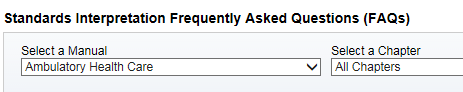 Standards Interpretation Frequently Asked Questions (FAQs)
Select a Manual Select a Chapter
Ambulatory Health Care All Chapters